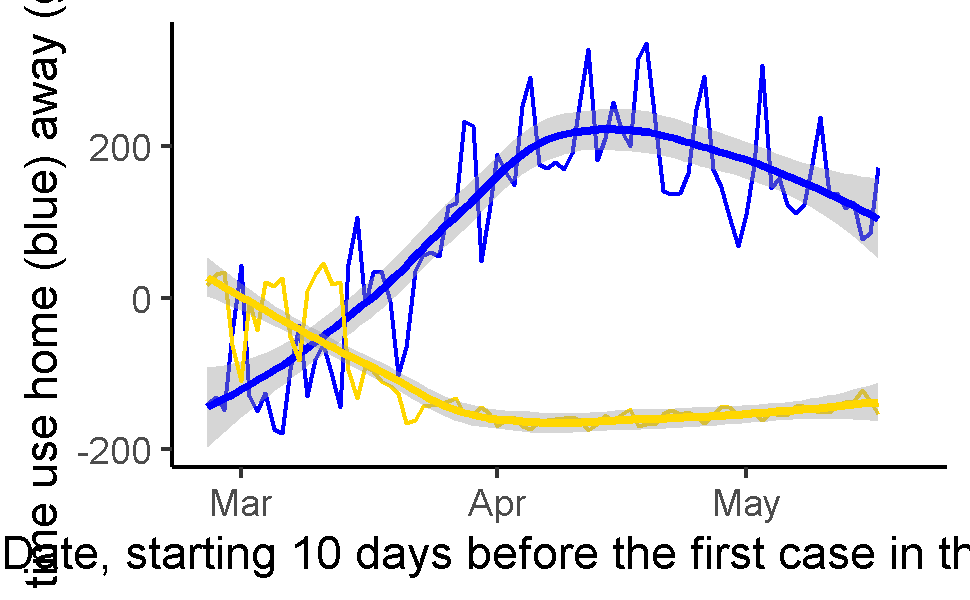 time use home (blue) away (
200
0
-200
Mar Apr May
Date, starting 10 days before the first case in th